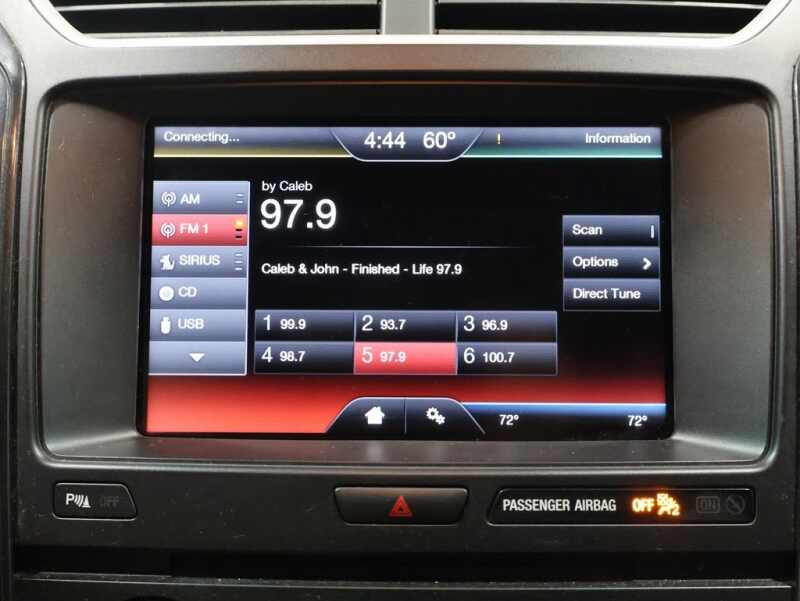 Connecting...
4:44 60°
!
Information
AM
FM 1
SIRIUS
CD
USB
by Caleb
97.9
Caleb & John - Finished - Life 97.9
1 99.9
2 93.7
3 96.9
4 98.7
5 97.9
6 100.7
Scan
Options
Direct Tune
72°
72°
P OFF
PASSENGER AIRBAG OFF 2 ON